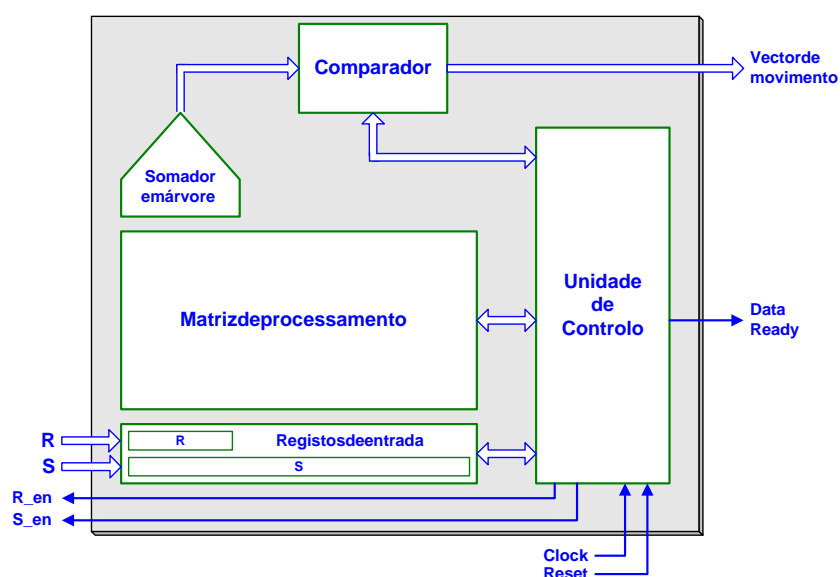 Comparador
Vectorde
movimento
Somador
emárvore
Unidade
de
Controlo
Matrizdeprocessamento
Data
Ready
R
R
Registosdeentrada
S
S
R_en
S_en
Clock
Reset